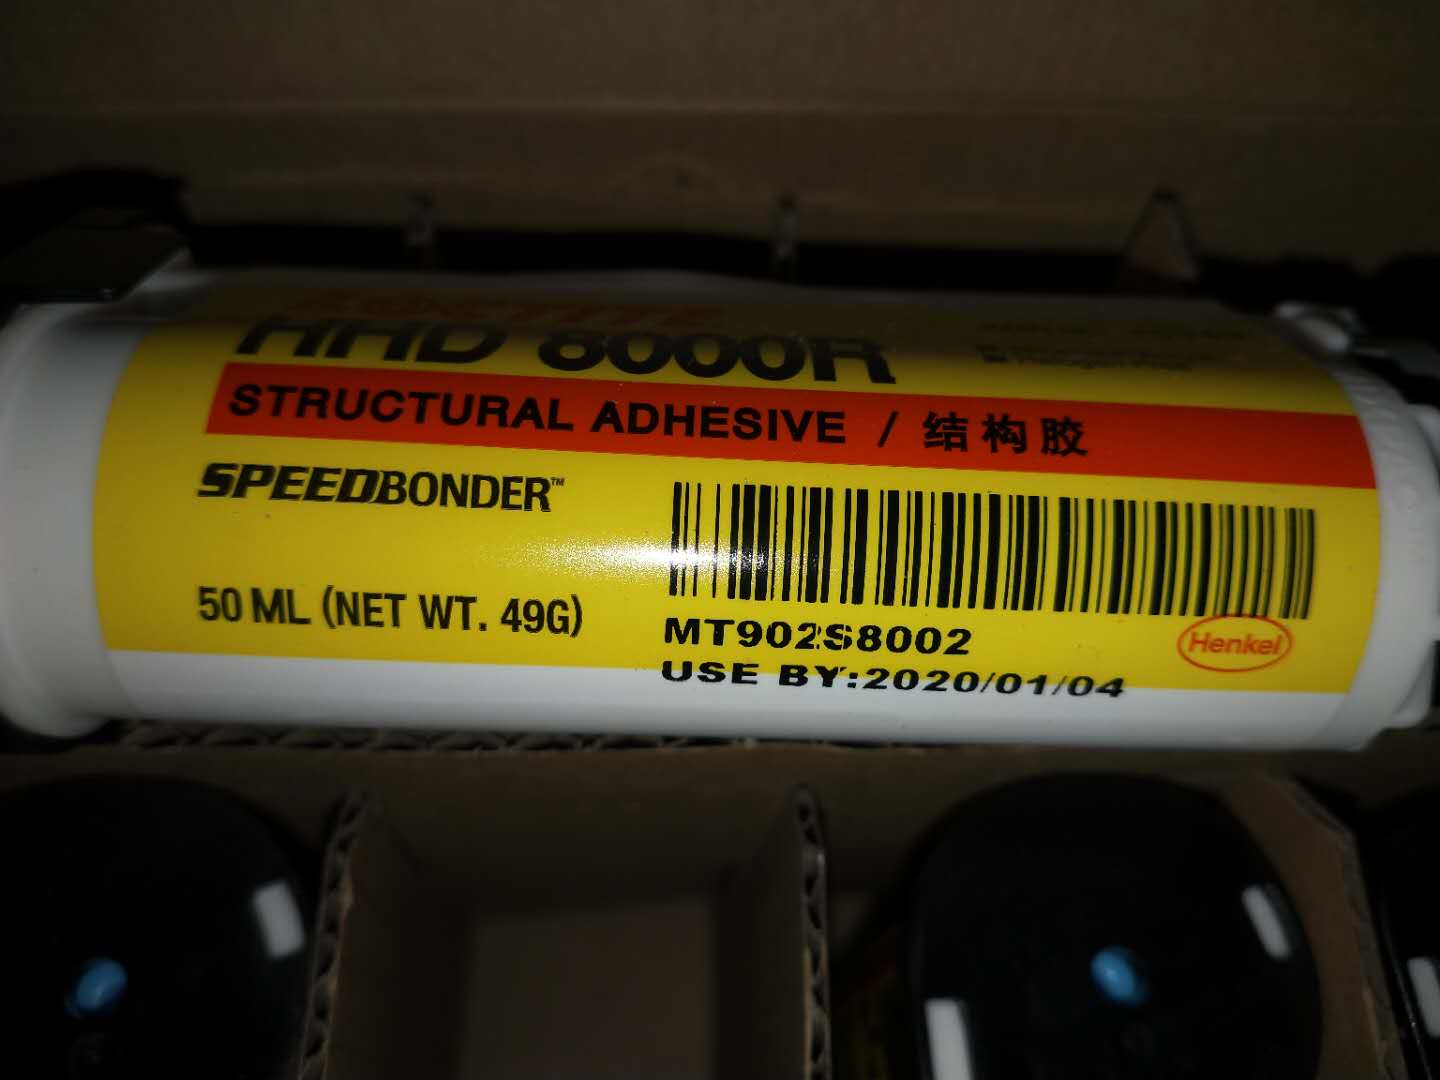 LOCTITE
HHD 8000R
STRUCTURAL ADHESIVE / 结构胶
SPEEDBONDER™
50 ML (NET WT. 49G)
MT902S8002
USE BY:2020/01/04
Henkel